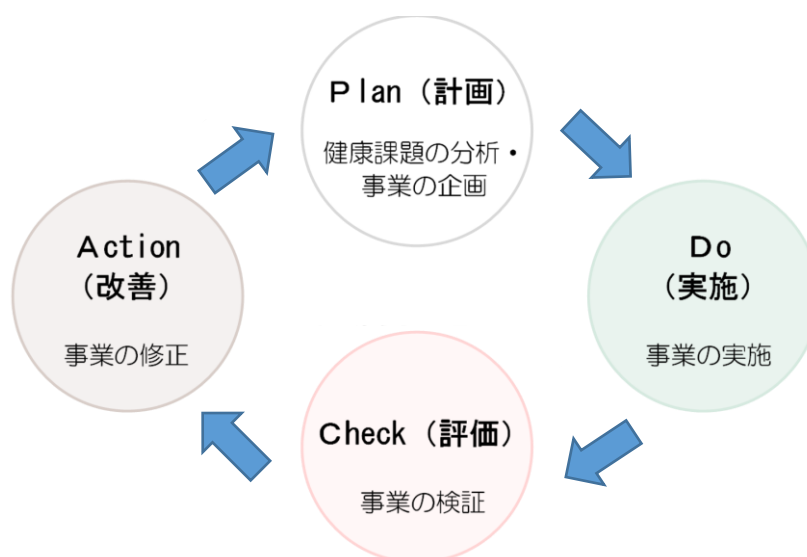 Plan（計画）
健康課題の分析・
事業の企画
Do
（実施）
事業の実施
Check（評価）
事業の検証
Action
（改善）
事業の修正